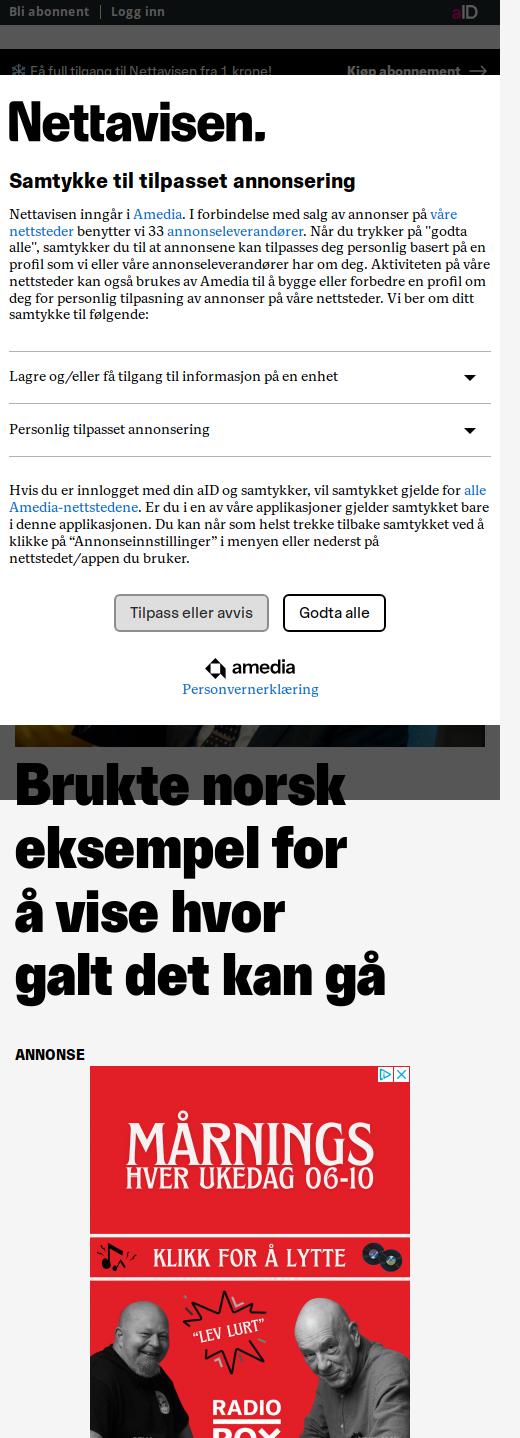 Bli abonnent | Logg inn
aID
Få full tilgang til Nettavisen fra 1 krone!
Kjøp abonnement
Nettavisen.
Samtykke til tilpasset annonsering
Nettavisen inngår i Amedia. I forbindelse med salg av annonser på våre
nettsteder benytter vi 33 annonseleverandører. Når du trykker på "godta
alle", samtykker du til at annonsene kan tilpasses deg personlig basert på en
profil som vi eller våre annonseleverandører har om deg. Aktiviteten på våre
nettsteder kan også brukes av Amedia til å bygge eller forbedre en profil om
deg for personlig tilpasning av annonser på våre nettsteder. Vi ber om ditt
samtykke til følgende:
Lagre og/eller få tilgang til informasjon på en enhet
Personlig tilpasset annonsering
Hvis du er innlogget med din aID og samtykker, vil samtykket gjelde for alle
Amedia-nettstedene. Er du i en av våre applikasjoner gjelder samtykket bare
i denne applikasjonen. Du kan når som helst trekke tilbake samtykket ved å
klikke på “Annonseinnstillinger” i menyen eller nederst på
nettstedet/appen du bruker.
Tilpass eller avvis
Godta alle
amedia
Personvernerklæring
Brukte norsk
eksempel for
å vise hvor
galt det kan gå
ANNONSE
MÅRNINGS
HVER UKEDAG 06-10
KLIKK FOR Å LYTTE
“LEV LURT”
RADIO
ROX